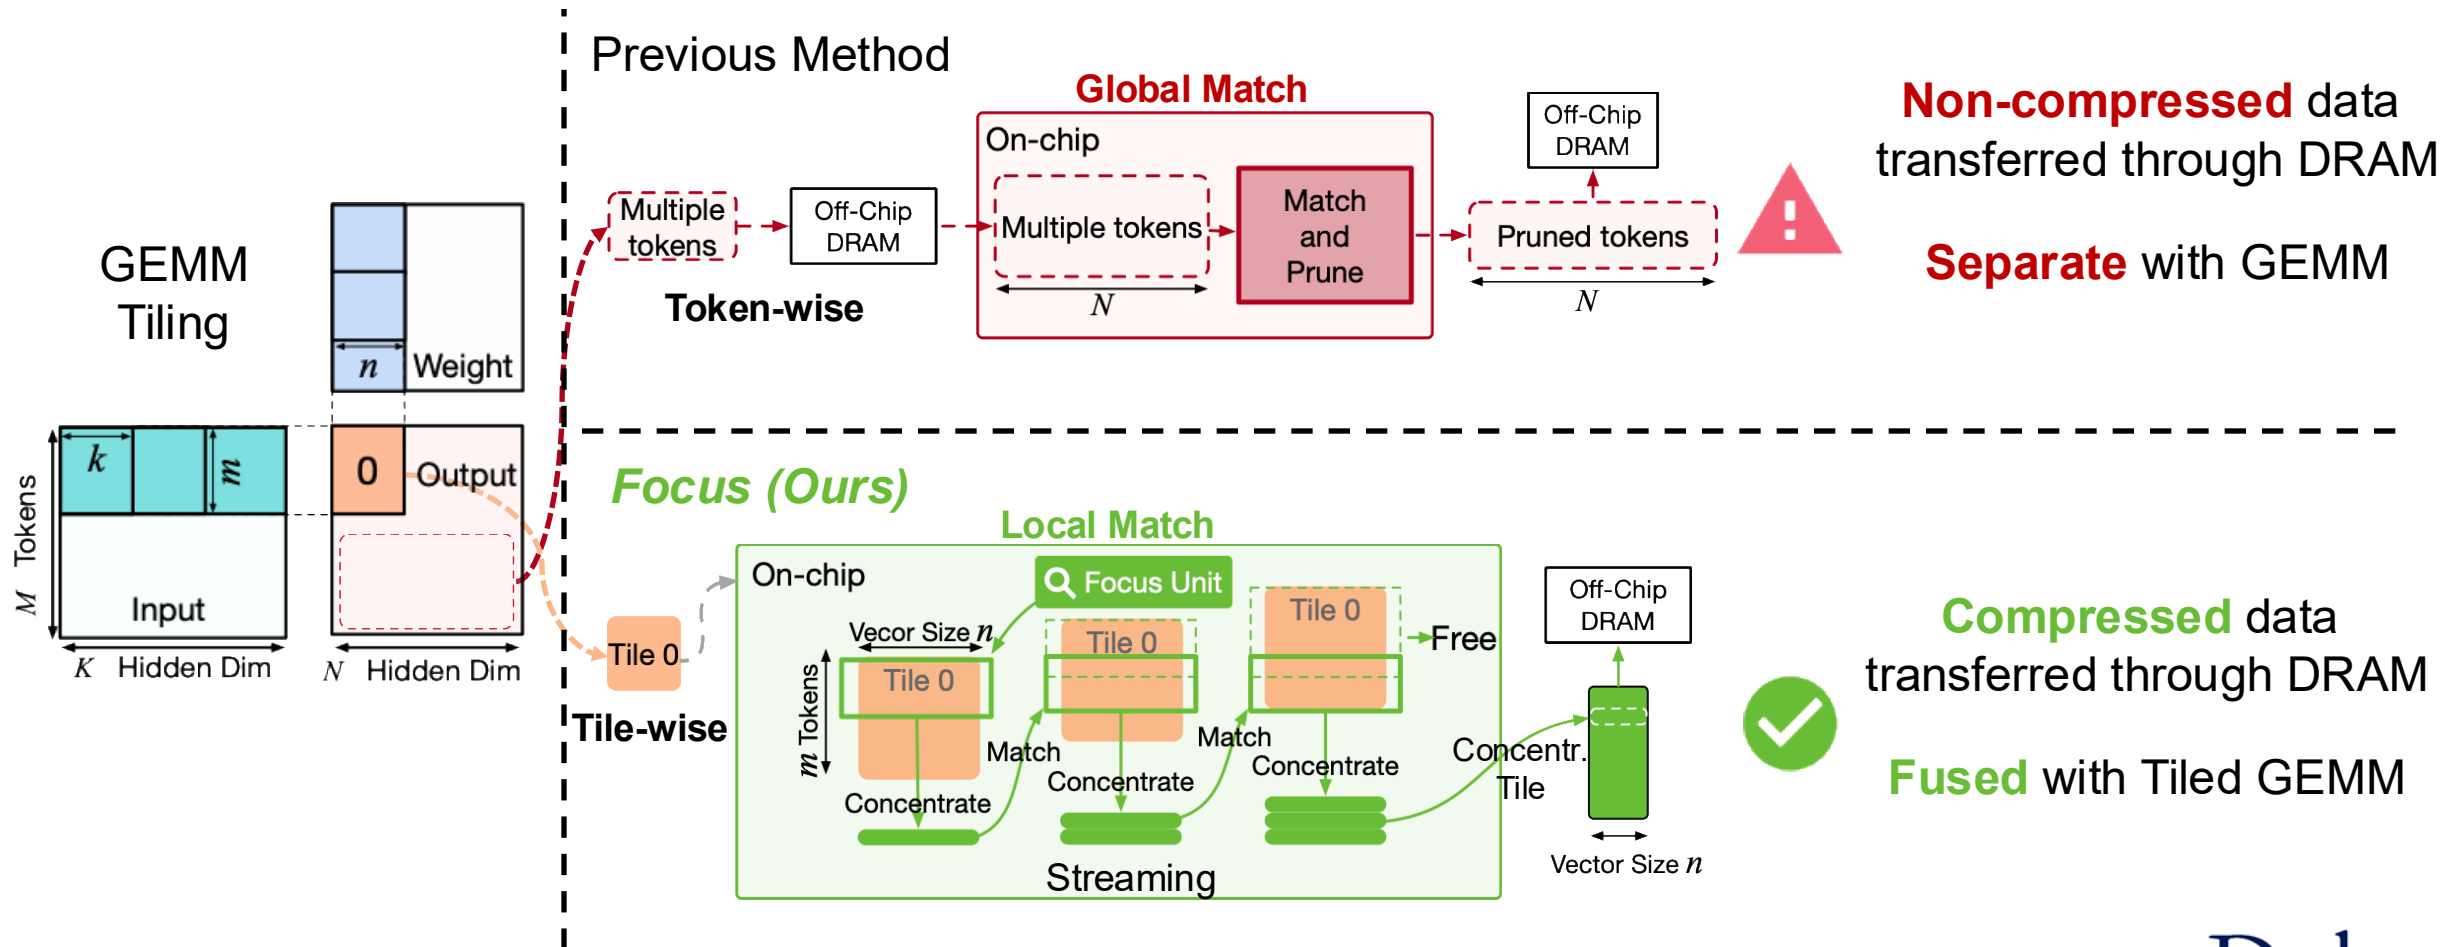 GEMM
Tiling
n
Weight
k
m
0
Output
M Tokens
Input
K Hidden Dim
N Hidden Dim
Previous Method
Global Match
Multiple
tokens
Token-wise
Off-Chip
DRAM
On-chip
Multiple tokens
N
Match
and
Prune
Pruned tokens
N
Off-Chip
DRAM
Non-compressed data
transferred through DRAM
Separate with GEMM
Focus (Ours)
Local Match
Tile 0
Tile-wise
On-chip
Focus Unit
Vecor Size n
m Tokens
Tile 0
Concentrate
Match
Tile 0
Concentrate
Match
Tile 0
Concentrate
Free
Streaming
Concentr.
Tile
Off-Chip
DRAM
Vector Size n
Compressed data
transferred through DRAM
Fused with Tiled GEMM